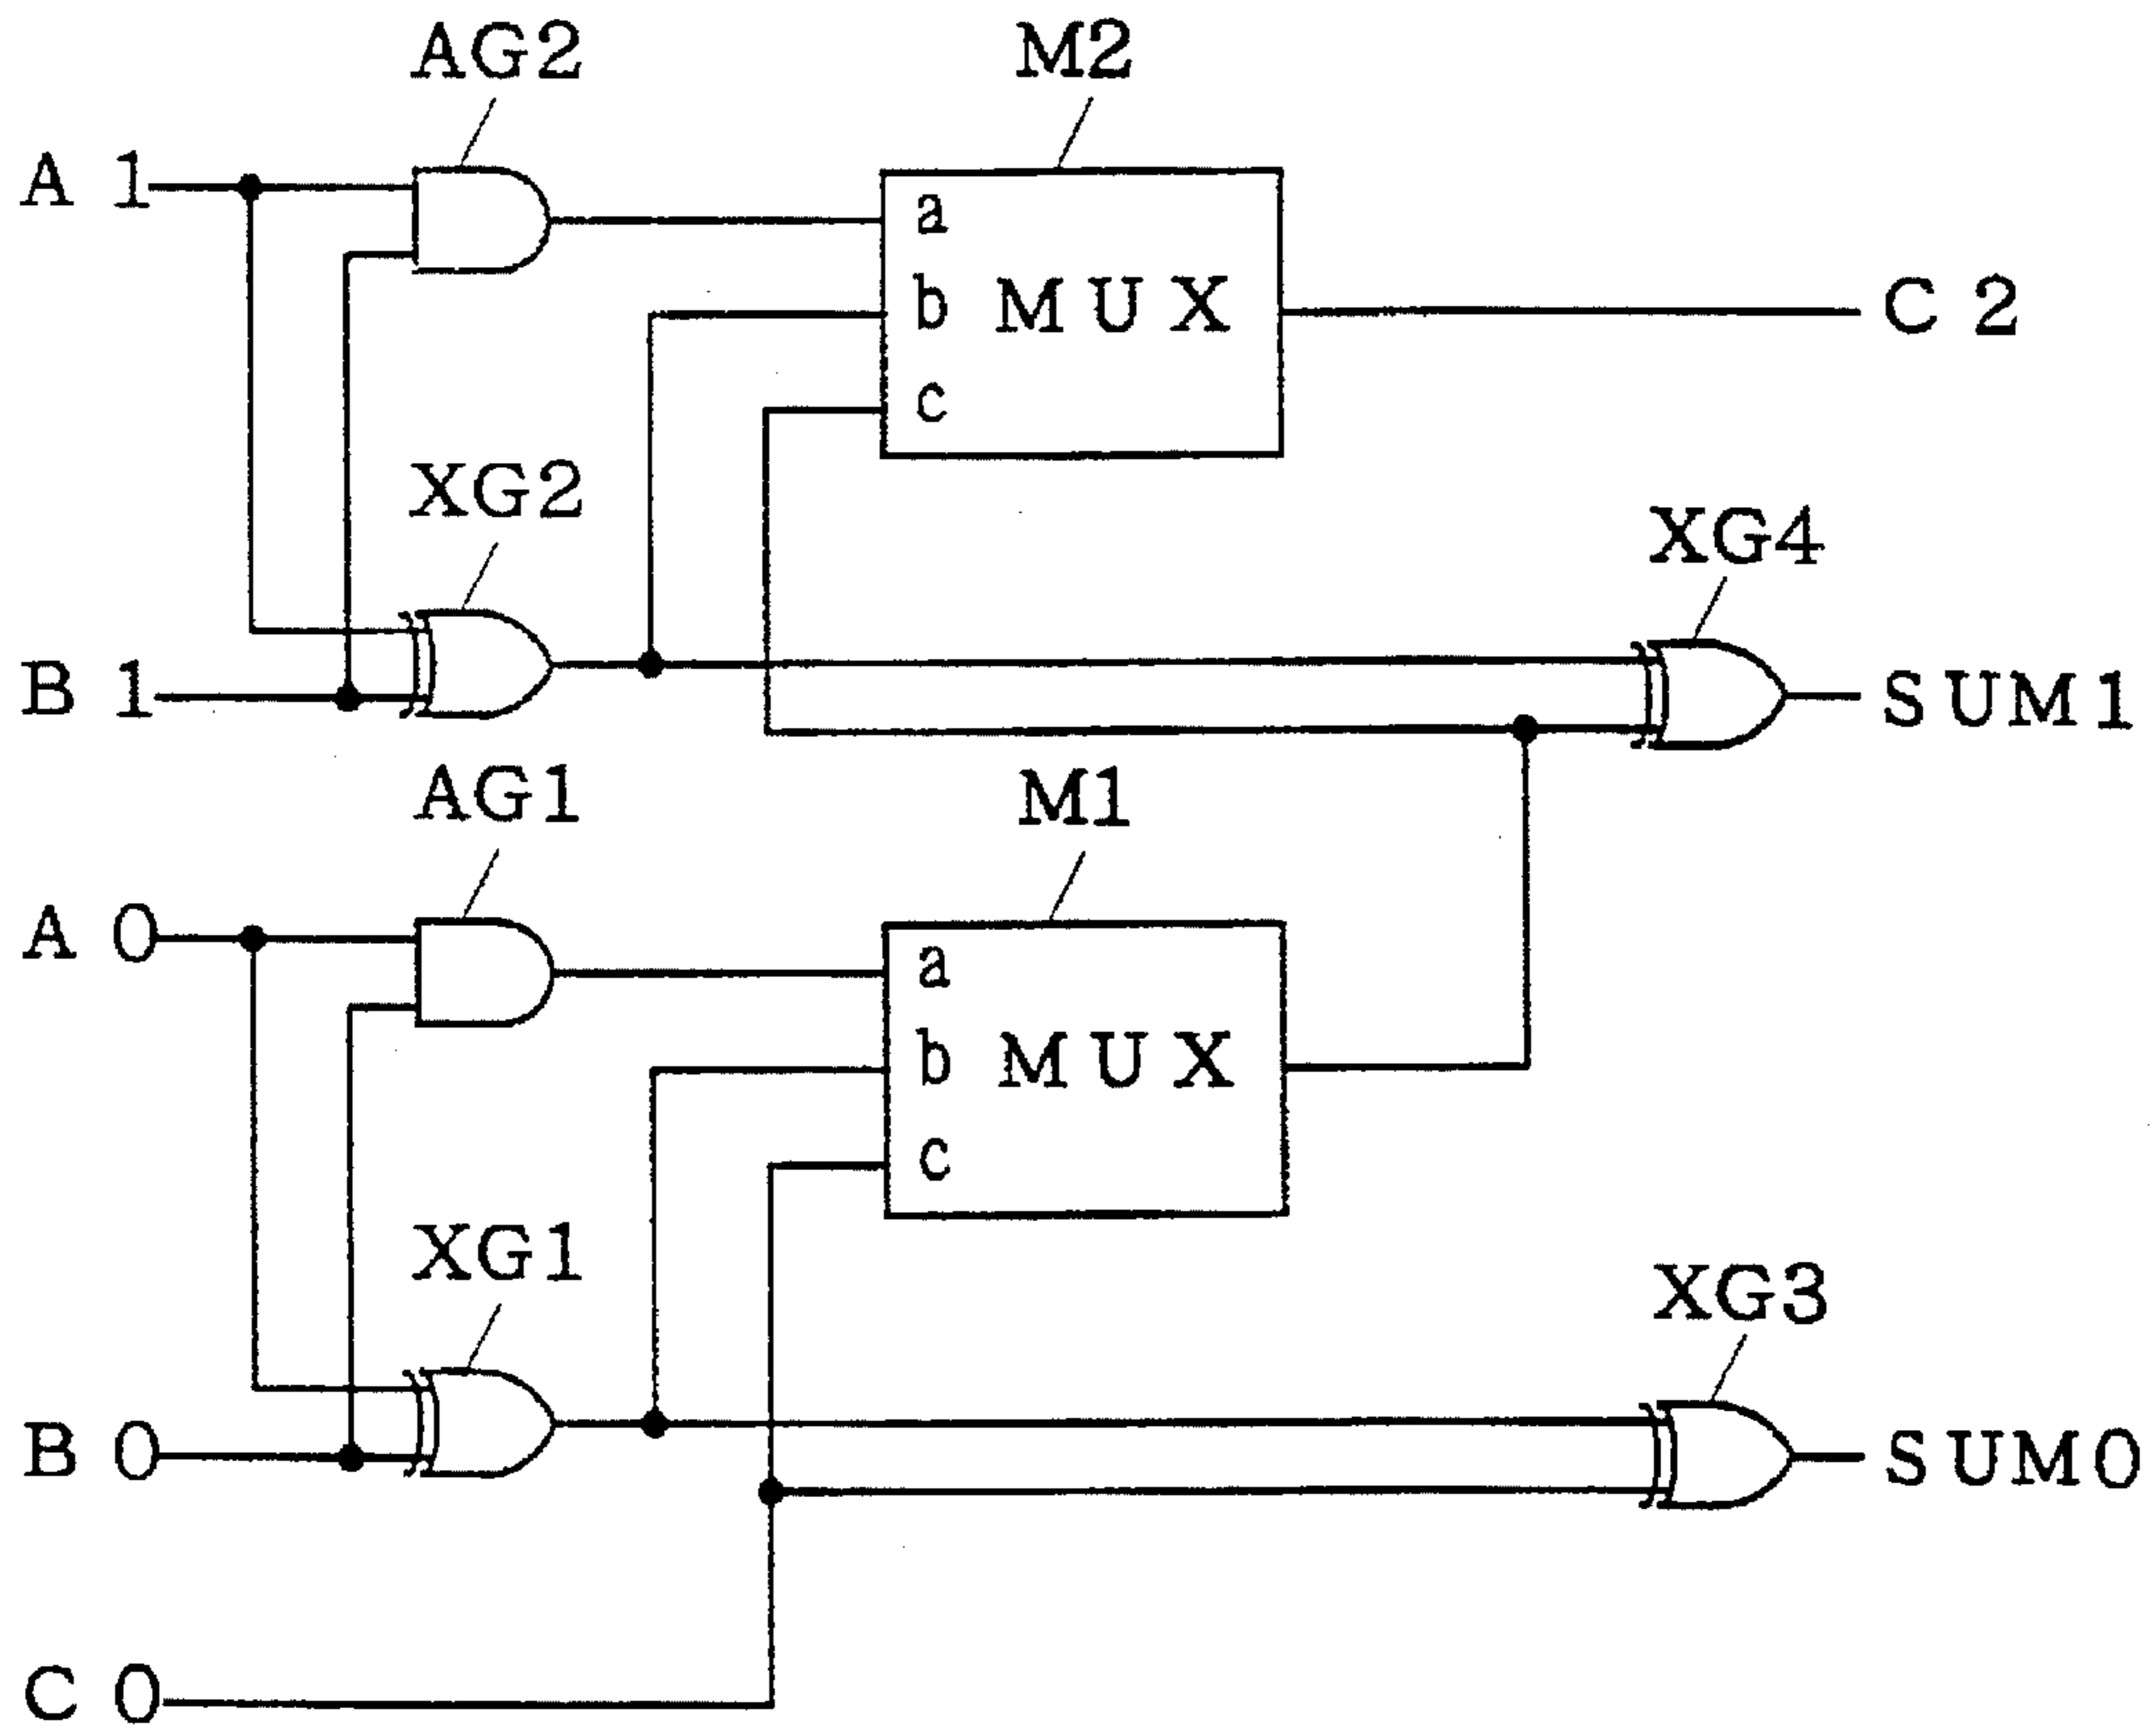 AG2 M2
A 1
a
b MUX C 2
c
XG2 XG4
B 1 SUM1
AG1 M1
A 0
a
b MUX
c
XG1 XG3
B 0 SUM0
C 0